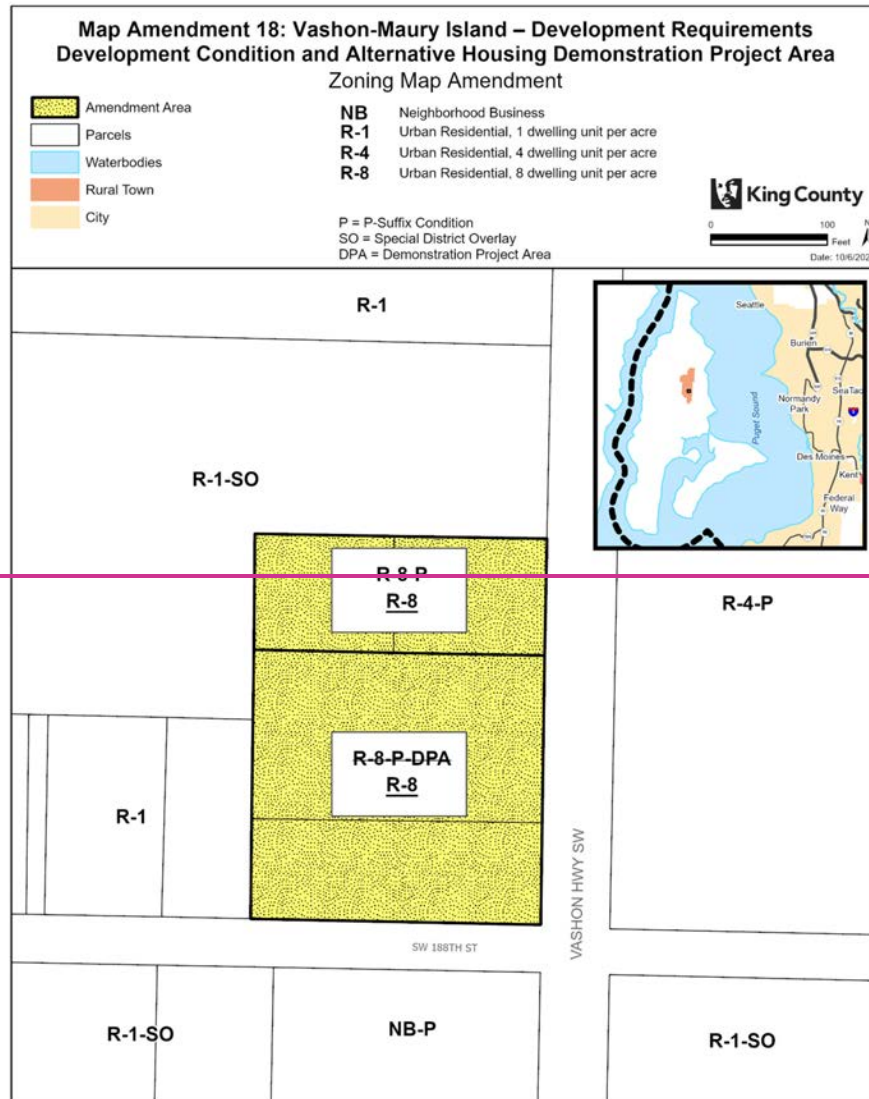 Map Amendment 18: Vashon-Maury Island – Development Requirements
Development Condition and Alternative Housing Demonstration Project Area
Zoning Map Amendment
Amendment Area
Parcels
Waterbodies
Rural Town
City
NB Neighborhood Business
R-1 Urban Residential, 1 dwelling unit per acre
R-4 Urban Residential, 4 dwelling unit per acre
R-8 Urban Residential, 8 dwelling unit per acre
P = P-Suffix Condition
SO = Special District Overlay
DPA = Demonstration Project Area
King County
0 100
Feet
Date: 10/6/202
R-1
R-1-SO
Seattle
Burien
SeaTac
Normandy
Park
Puget Sound
Des Moines
Kent
Federal
Way
R-8-P
R-8
R-4-P
R-8-P-DPA
R-8
R-1
VASHON HWY SW
SW 188TH ST
R-1-SO
NB-P
R-1-SO